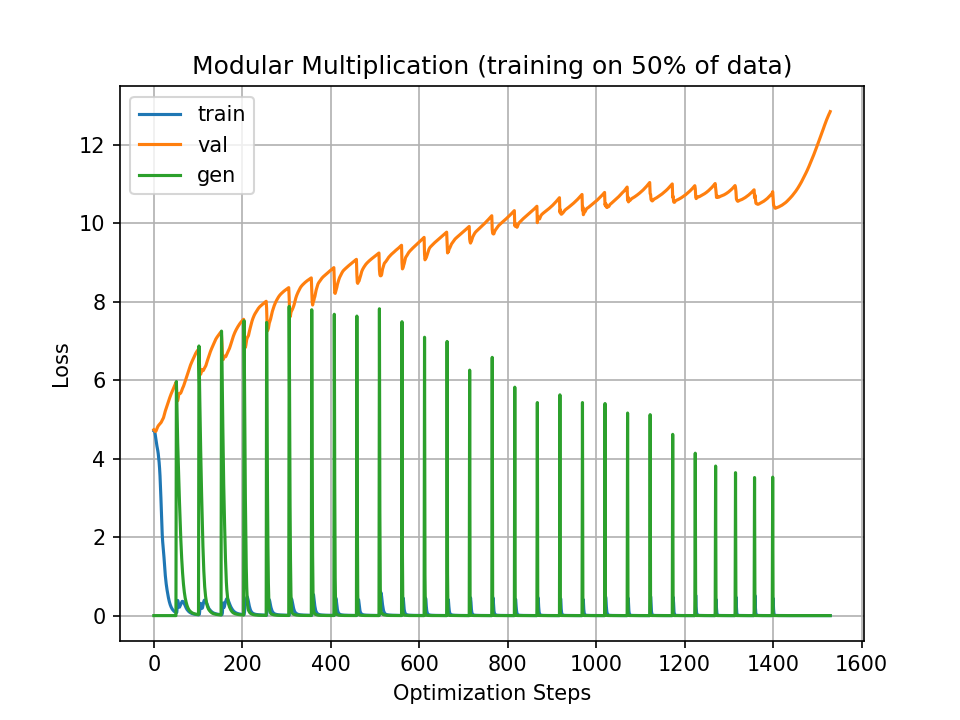 Modular Multiplication (training on 50% of data)
train
val
gen
Loss
12
10
8
6
4
2
0
0 200 400 600 800 1000 1200 1400 1600
Optimization Steps